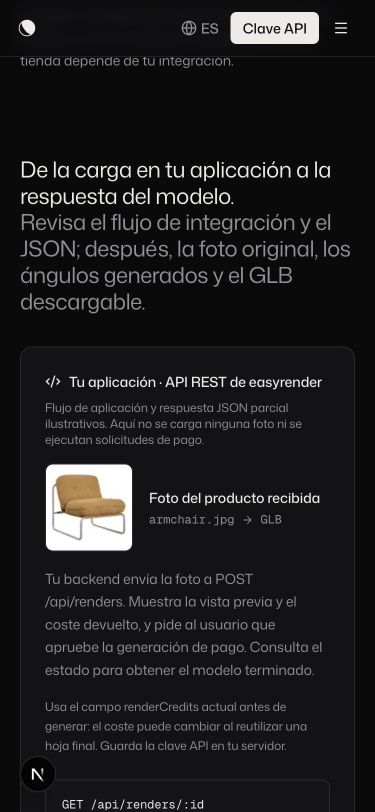 ES
Clave API
tienda depende de tu integración.
De la carga en tu aplicación a la
respuesta del modelo.
Revisa el flujo de integración y el
JSON; después, la foto original, los
ángulos generados y el GLB
descargable.
Tu aplicación · API REST de easyrender
Flujo de aplicación y respuesta JSON parcial
ilustrativos. Aquí no se carga ninguna foto ni se
ejecutan solicitudes de pago.
Foto del producto recibida
armchair.jpg → GLB
Tu backend envía la foto a POST
/api/renders. Muestra la vista previa y el
coste devuelto, y pide al usuario que
apruebe la generación de pago. Consulta el
estado para obtener el modelo terminado.
Usa el campo renderCredits actual antes de
generar: el coste puede cambiar al reutilizar una
hoja final. Guarda la clave API en tu servidor.
N
GET /api/renders/:id